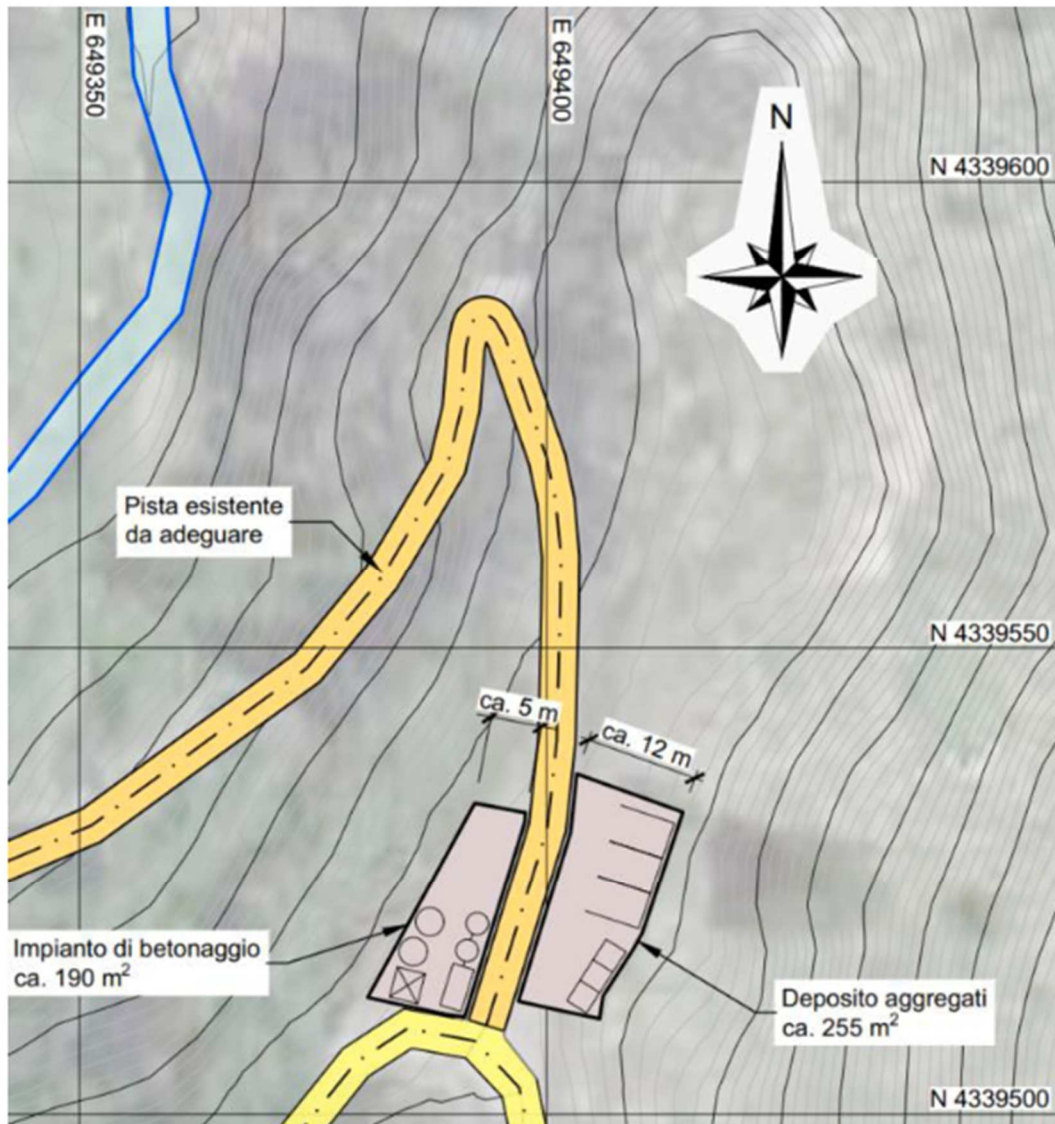 E 649350
E 649400
N
N 4339600
Pista esistente
da adeguare
N 4339550
ca. 5 m
ca. 12 m
Impianto di betonaggio
ca. 190 m²
Deposito aggregati
ca. 255 m²
N 4339500